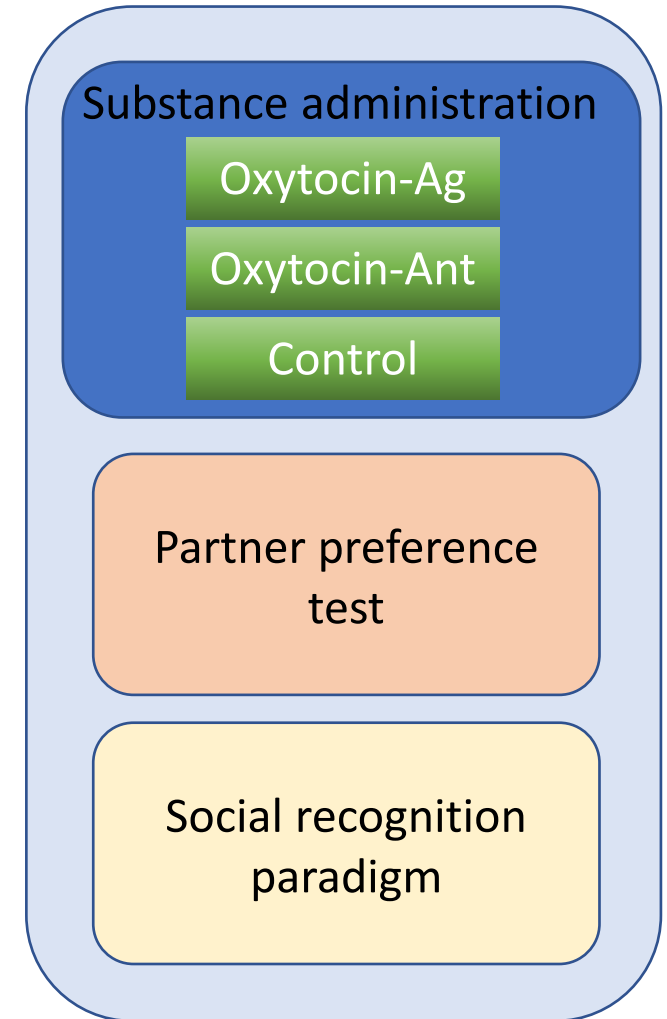 Substance administration
Oxytocin-Ag
Oxytocin-Ant
Control
Partner preference
test
Social recognition
paradigm